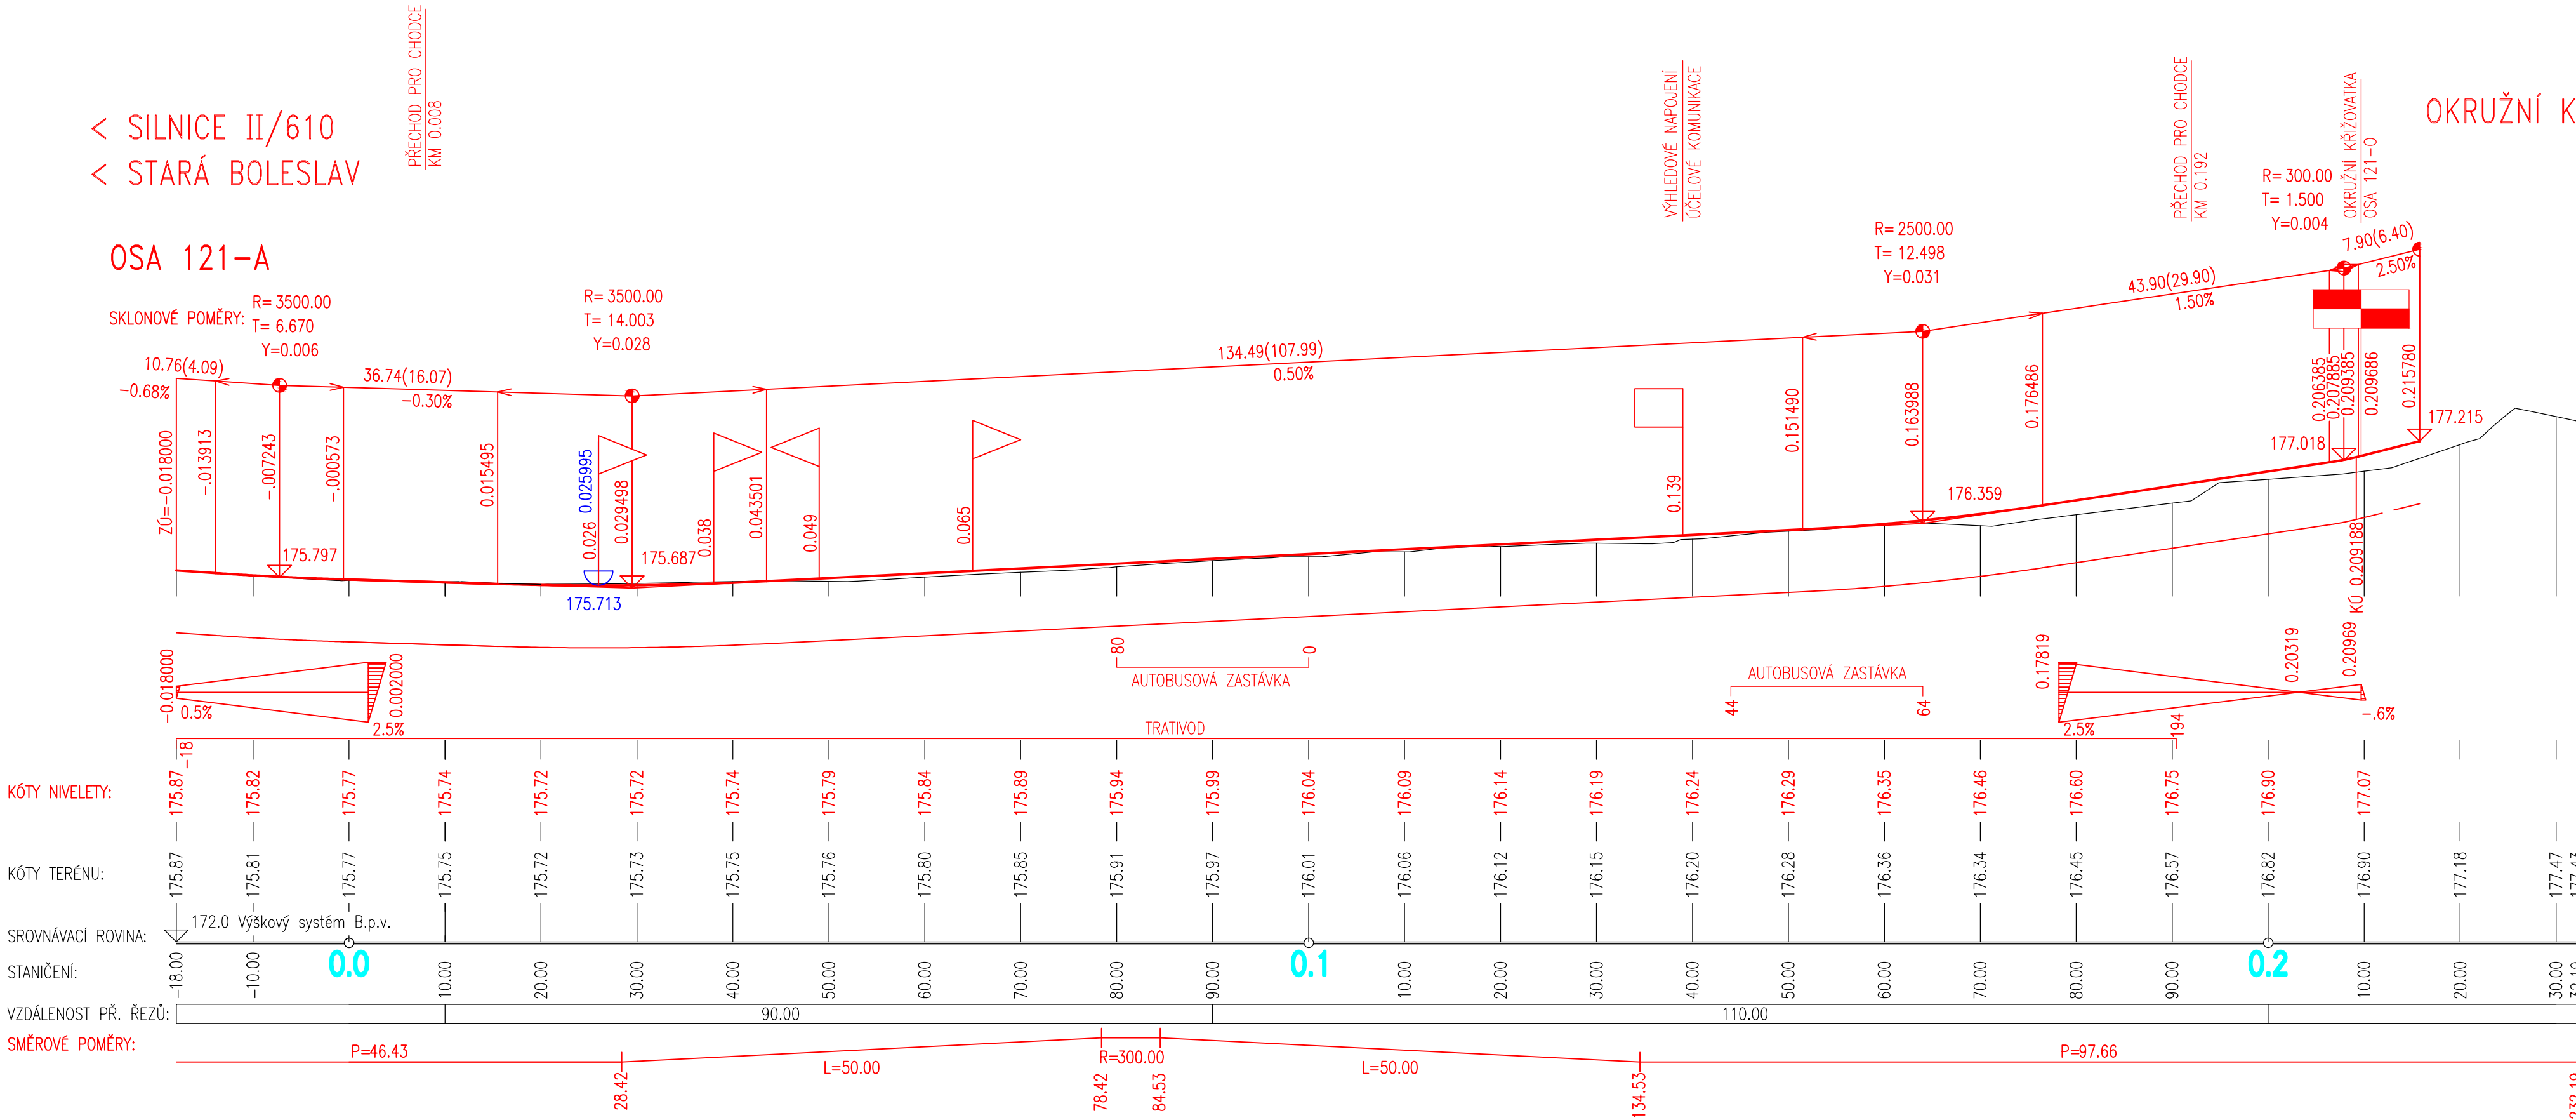 PŘECHOD PRO CHODCE
KM 0.008
< SILNICE II/610
< STARÁ BOLESLAV
VÝHLEDOVÉ NAPOJENÍ
ÚČELOVÉ KOMUNIKACE
PŘECHOD PRO CHODCE
KM 0.192
OKRUŽNÍ KŘIŽOVATKA
OSA 121-O
OKRUŽNÍ K
OSA 121-A
SKLONOVÉ POMĚRY:
R= 3500.00
T= 6.670
Y=0.006
R= 3500.00
T= 14.003
Y=0.028
R= 2500.00
T= 12.498
Y=0.031
R= 300.00
T= 1.500
Y=0.004
10.76(4.09)
-0.68%
36.74(16.07)
-0.30%
134.49(107.99)
0.50%
43.90(29.90)
1.50%
7.90(6.40)
2.50%
ZÚ=-0.018000
-.013913
-.007243
-.000573
0.015495
0.026
0.025995
0.029498
0.038
0.043501
0.049
0.065
0.139
0.151490
0.163988
0.176486
0.206385
0.207885
0.209385
0.209686
0.215780
175.797
175.713
175.687
176.359
177.018
177.215
KÚ 0.209188
-0.018000
0.5%
0.002000
2.5%
80
0
AUTOBUSOVÁ ZASTÁVKA
AUTOBUSOVÁ ZASTÁVKA
44
64
0.17819
2.5%
0.20319
0.20969
-.6%
TRATIVOD
-18
-194
KÓTY NIVELETY:
175.87 175.82 175.77 175.74 175.72 175.72 175.74 175.79 175.84 175.89 175.94 175.99 176.04 176.09 176.14 176.19 176.24 176.29 176.35 176.46 176.60 176.75 176.90 177.07
KÓTY TERÉNU:
175.87 175.81 175.77 175.75 175.72 175.73 175.75 175.76 175.80 175.85 175.91 175.97 176.01 176.06 176.12 176.15 176.20 176.28 176.36 176.34 176.45 176.57 176.82 176.90 177.18 177.47 177.43
SROVNÁVACÍ ROVINA:
172.0 Výškový systém B.p.v.
STANIČENÍ:
-18.00 -10.00 0.0 10.00 20.00 30.00 40.00 50.00 60.00 70.00 80.00 90.00 0.1 10.00 20.00 30.00 40.00 50.00 60.00 70.00 80.00 90.00 0.2 10.00 20.00 30.00 32.19
VZDÁLENOST PŘ. ŘEZŮ:
90.00
110.00
SMĚROVÉ POMĚRY:
P=46.43
28.42
L=50.00
78.42
R=300.00
84.53
L=50.00
134.53
P=97.66
232.19